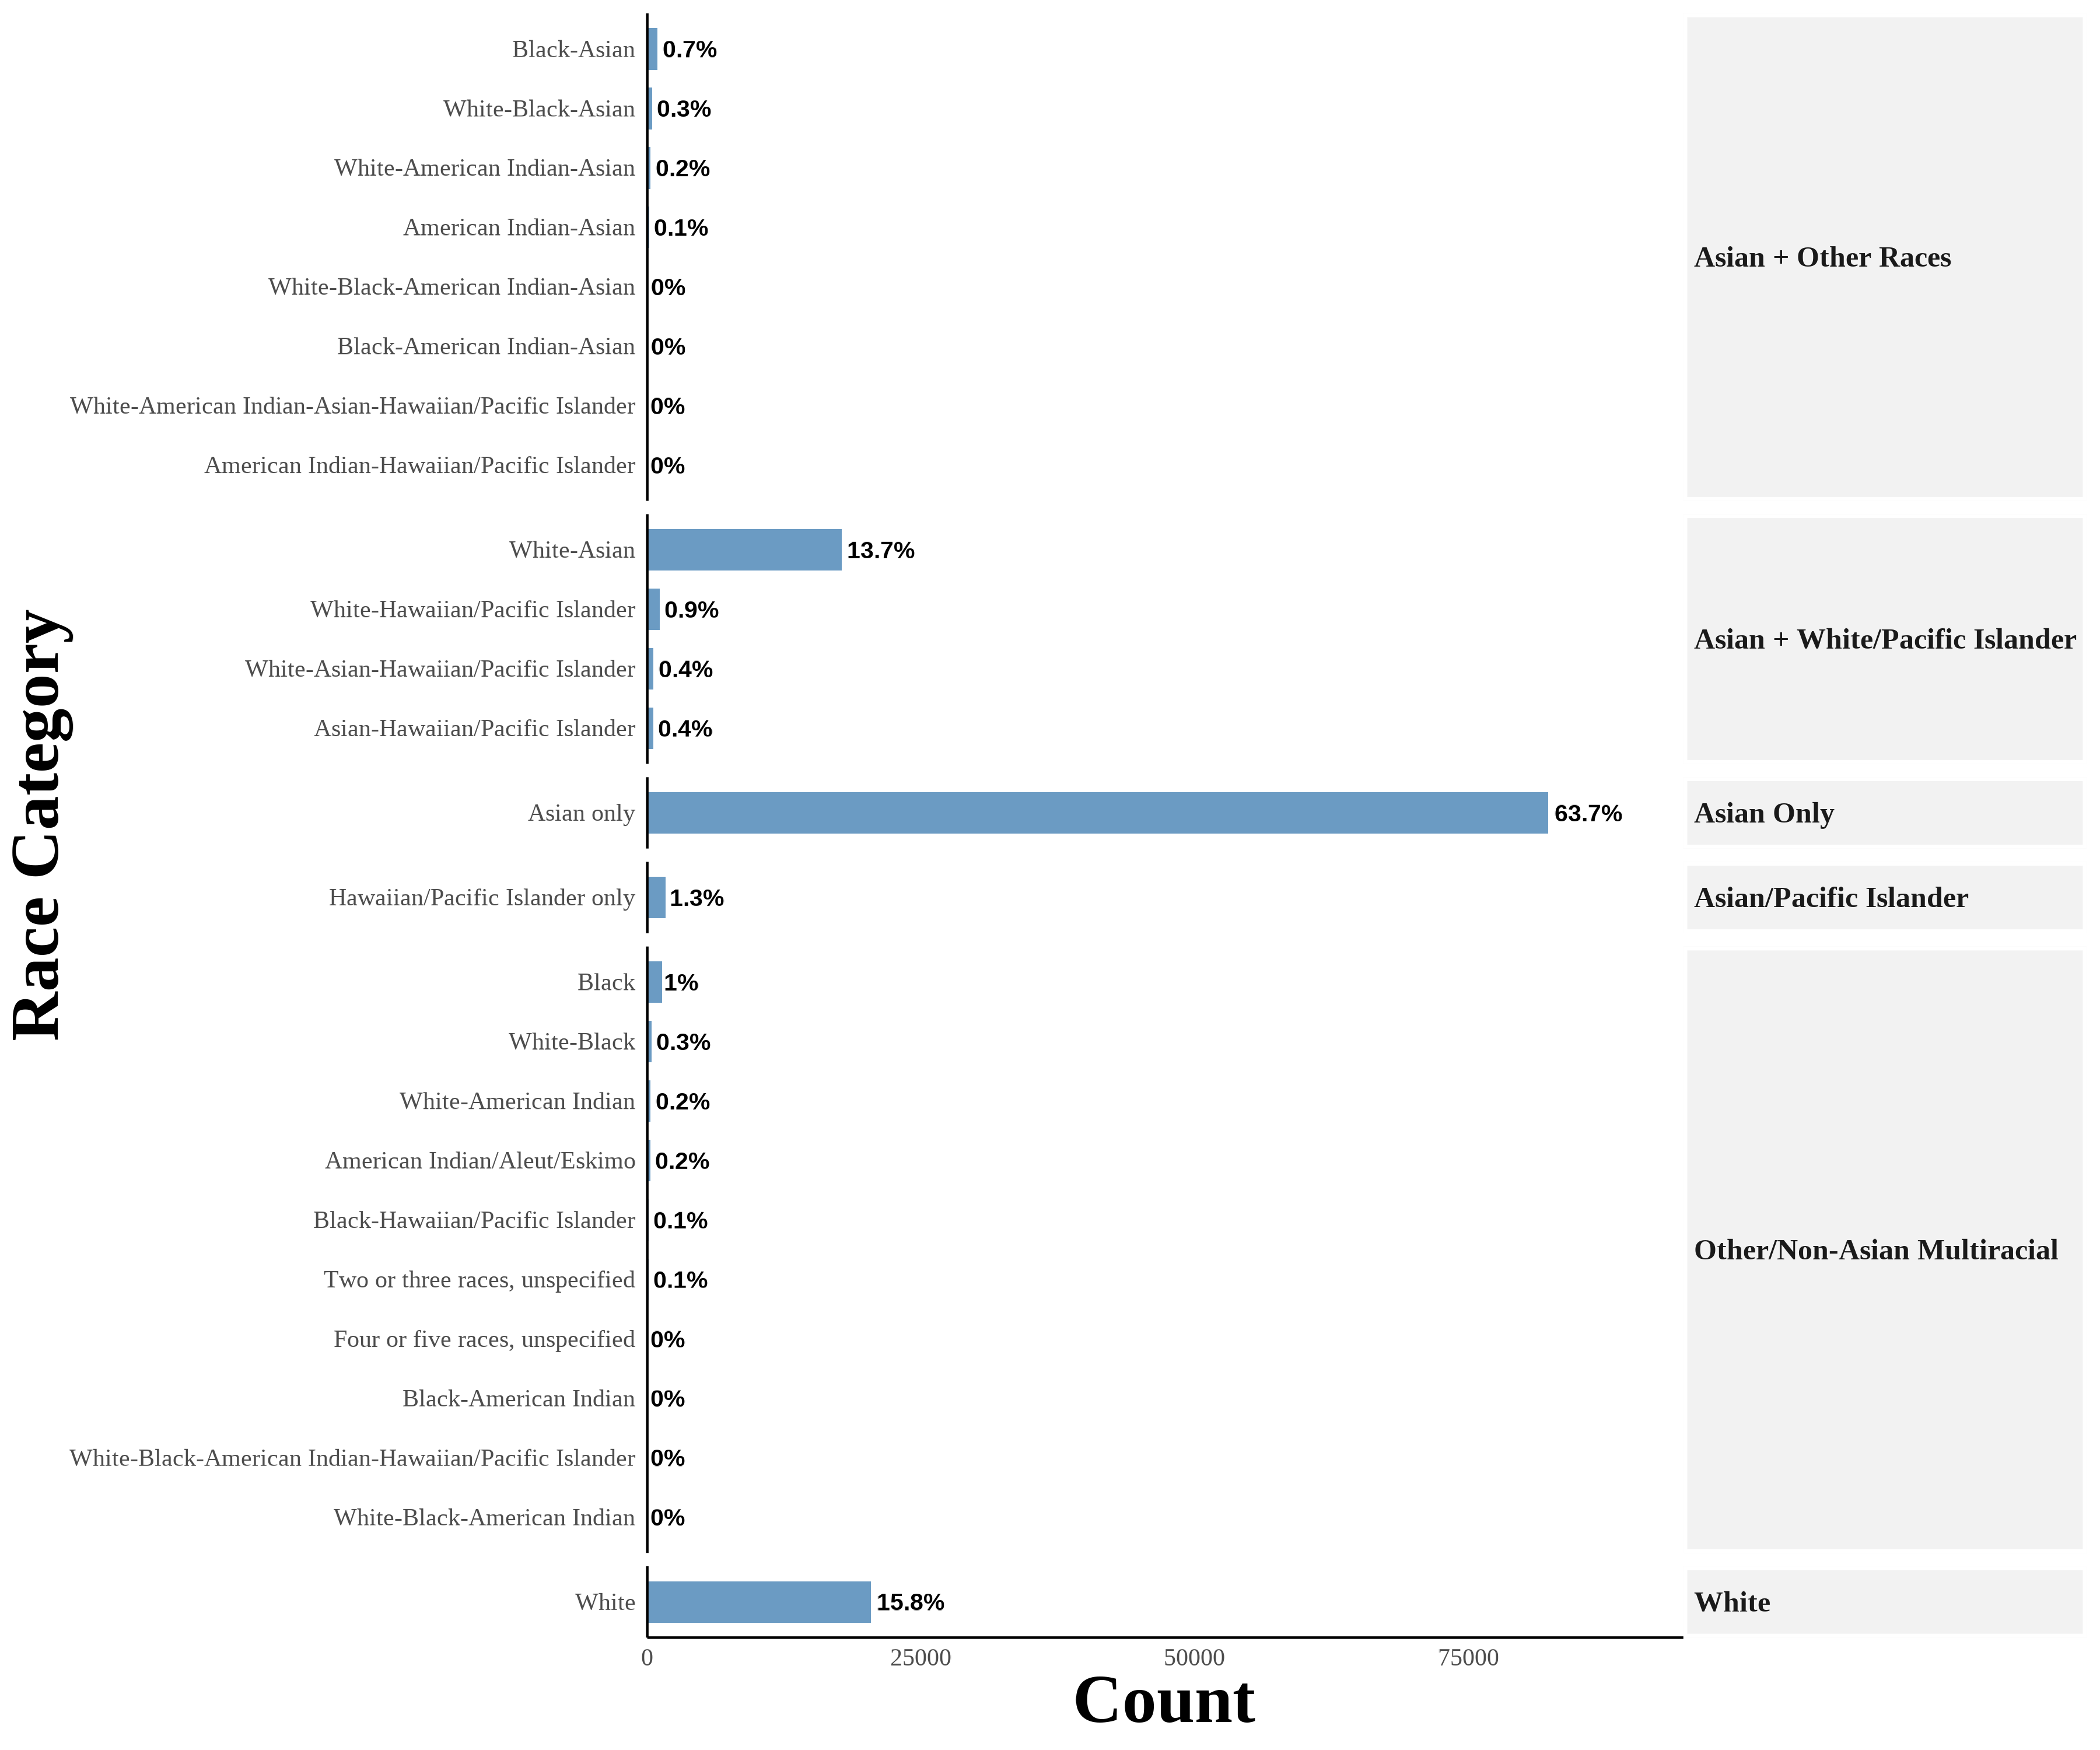 Black-Asian 0.7%
White-Black-Asian 0.3%
White-American Indian-Asian 0.2%
American Indian-Asian 0.1%
White-Black-American Indian-Asian 0%
Black-American Indian-Asian 0%
White-American Indian-Asian-Hawaiian/Pacific Islander 0%
American Indian-Hawaiian/Pacific Islander 0%
Asian + Other Races
White-Asian 13.7%
White-Hawaiian/Pacific Islander 0.9%
White-Asian-Hawaiian/Pacific Islander 0.4%
Asian-Hawaiian/Pacific Islander 0.4%
Asian + White/Pacific Islander
Asian only 63.7%
Asian Only
Hawaiian/Pacific Islander only 1.3%
Asian/Pacific Islander
Black 1%
White-Black 0.3%
White-American Indian 0.2%
American Indian/Aleut/Eskimo 0.2%
Black-Hawaiian/Pacific Islander 0.1%
Two or three races, unspecified 0.1%
Four or five races, unspecified 0%
Black-American Indian 0%
White-Black-American Indian-Hawaiian/Pacific Islander 0%
White-Black-American Indian 0%
Other/Non-Asian Multiracial
White 15.8%
White
0 25000 50000 75000
Count
Race Category